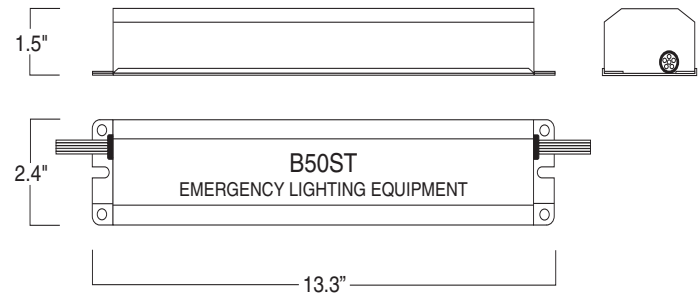 1.5"
2.4"
B50ST
EMERGENCY LIGHTING EQUIPMENT
13.3”